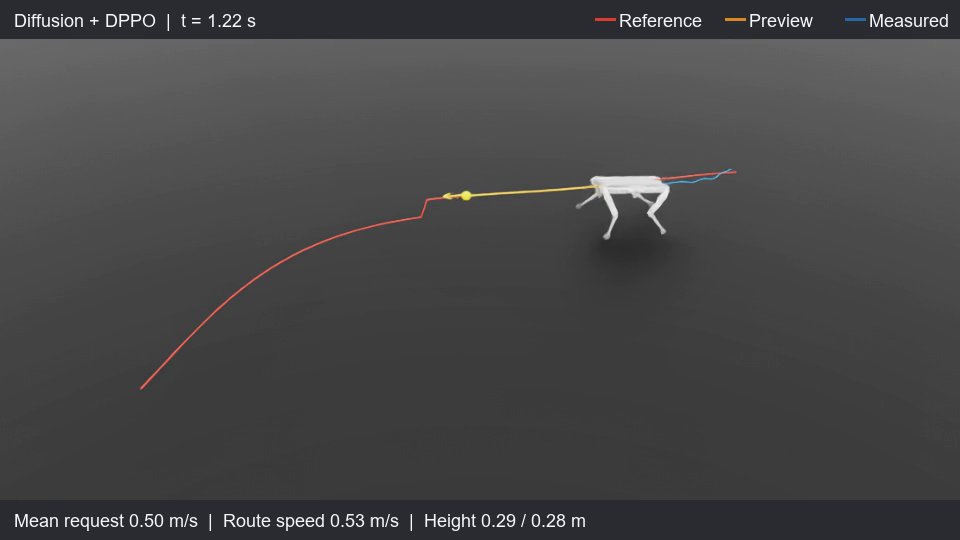 Diffusion + DPPO | t = 1.22 s
Reference Preview Measured
Mean request 0.50 m/s | Route speed 0.53 m/s | Height 0.29 / 0.28 m